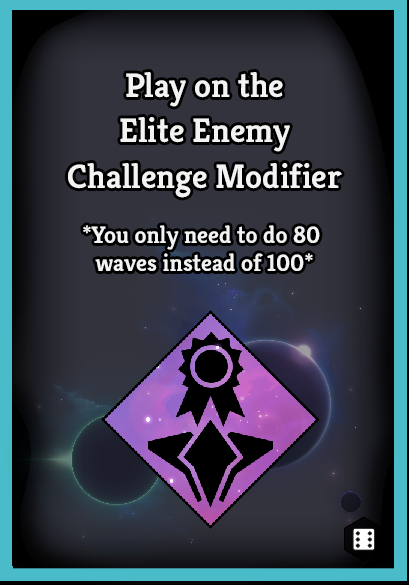 Play on the
Elite Enemy
Challenge Modifier
*You only need to do 80
waves instead of 100*